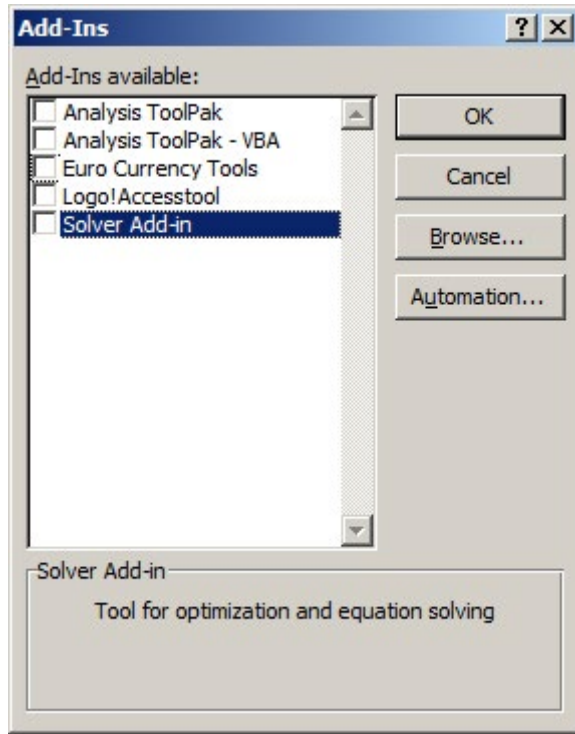 Add-Ins
Add-Ins available:
Analysis ToolPak
Analysis ToolPak - VBA
Euro Currency Tools
Logo!Accesstool
Solver Add-in
OK
Cancel
Browse...
Automation...
Solver Add-in
Tool for optimization and equation solving